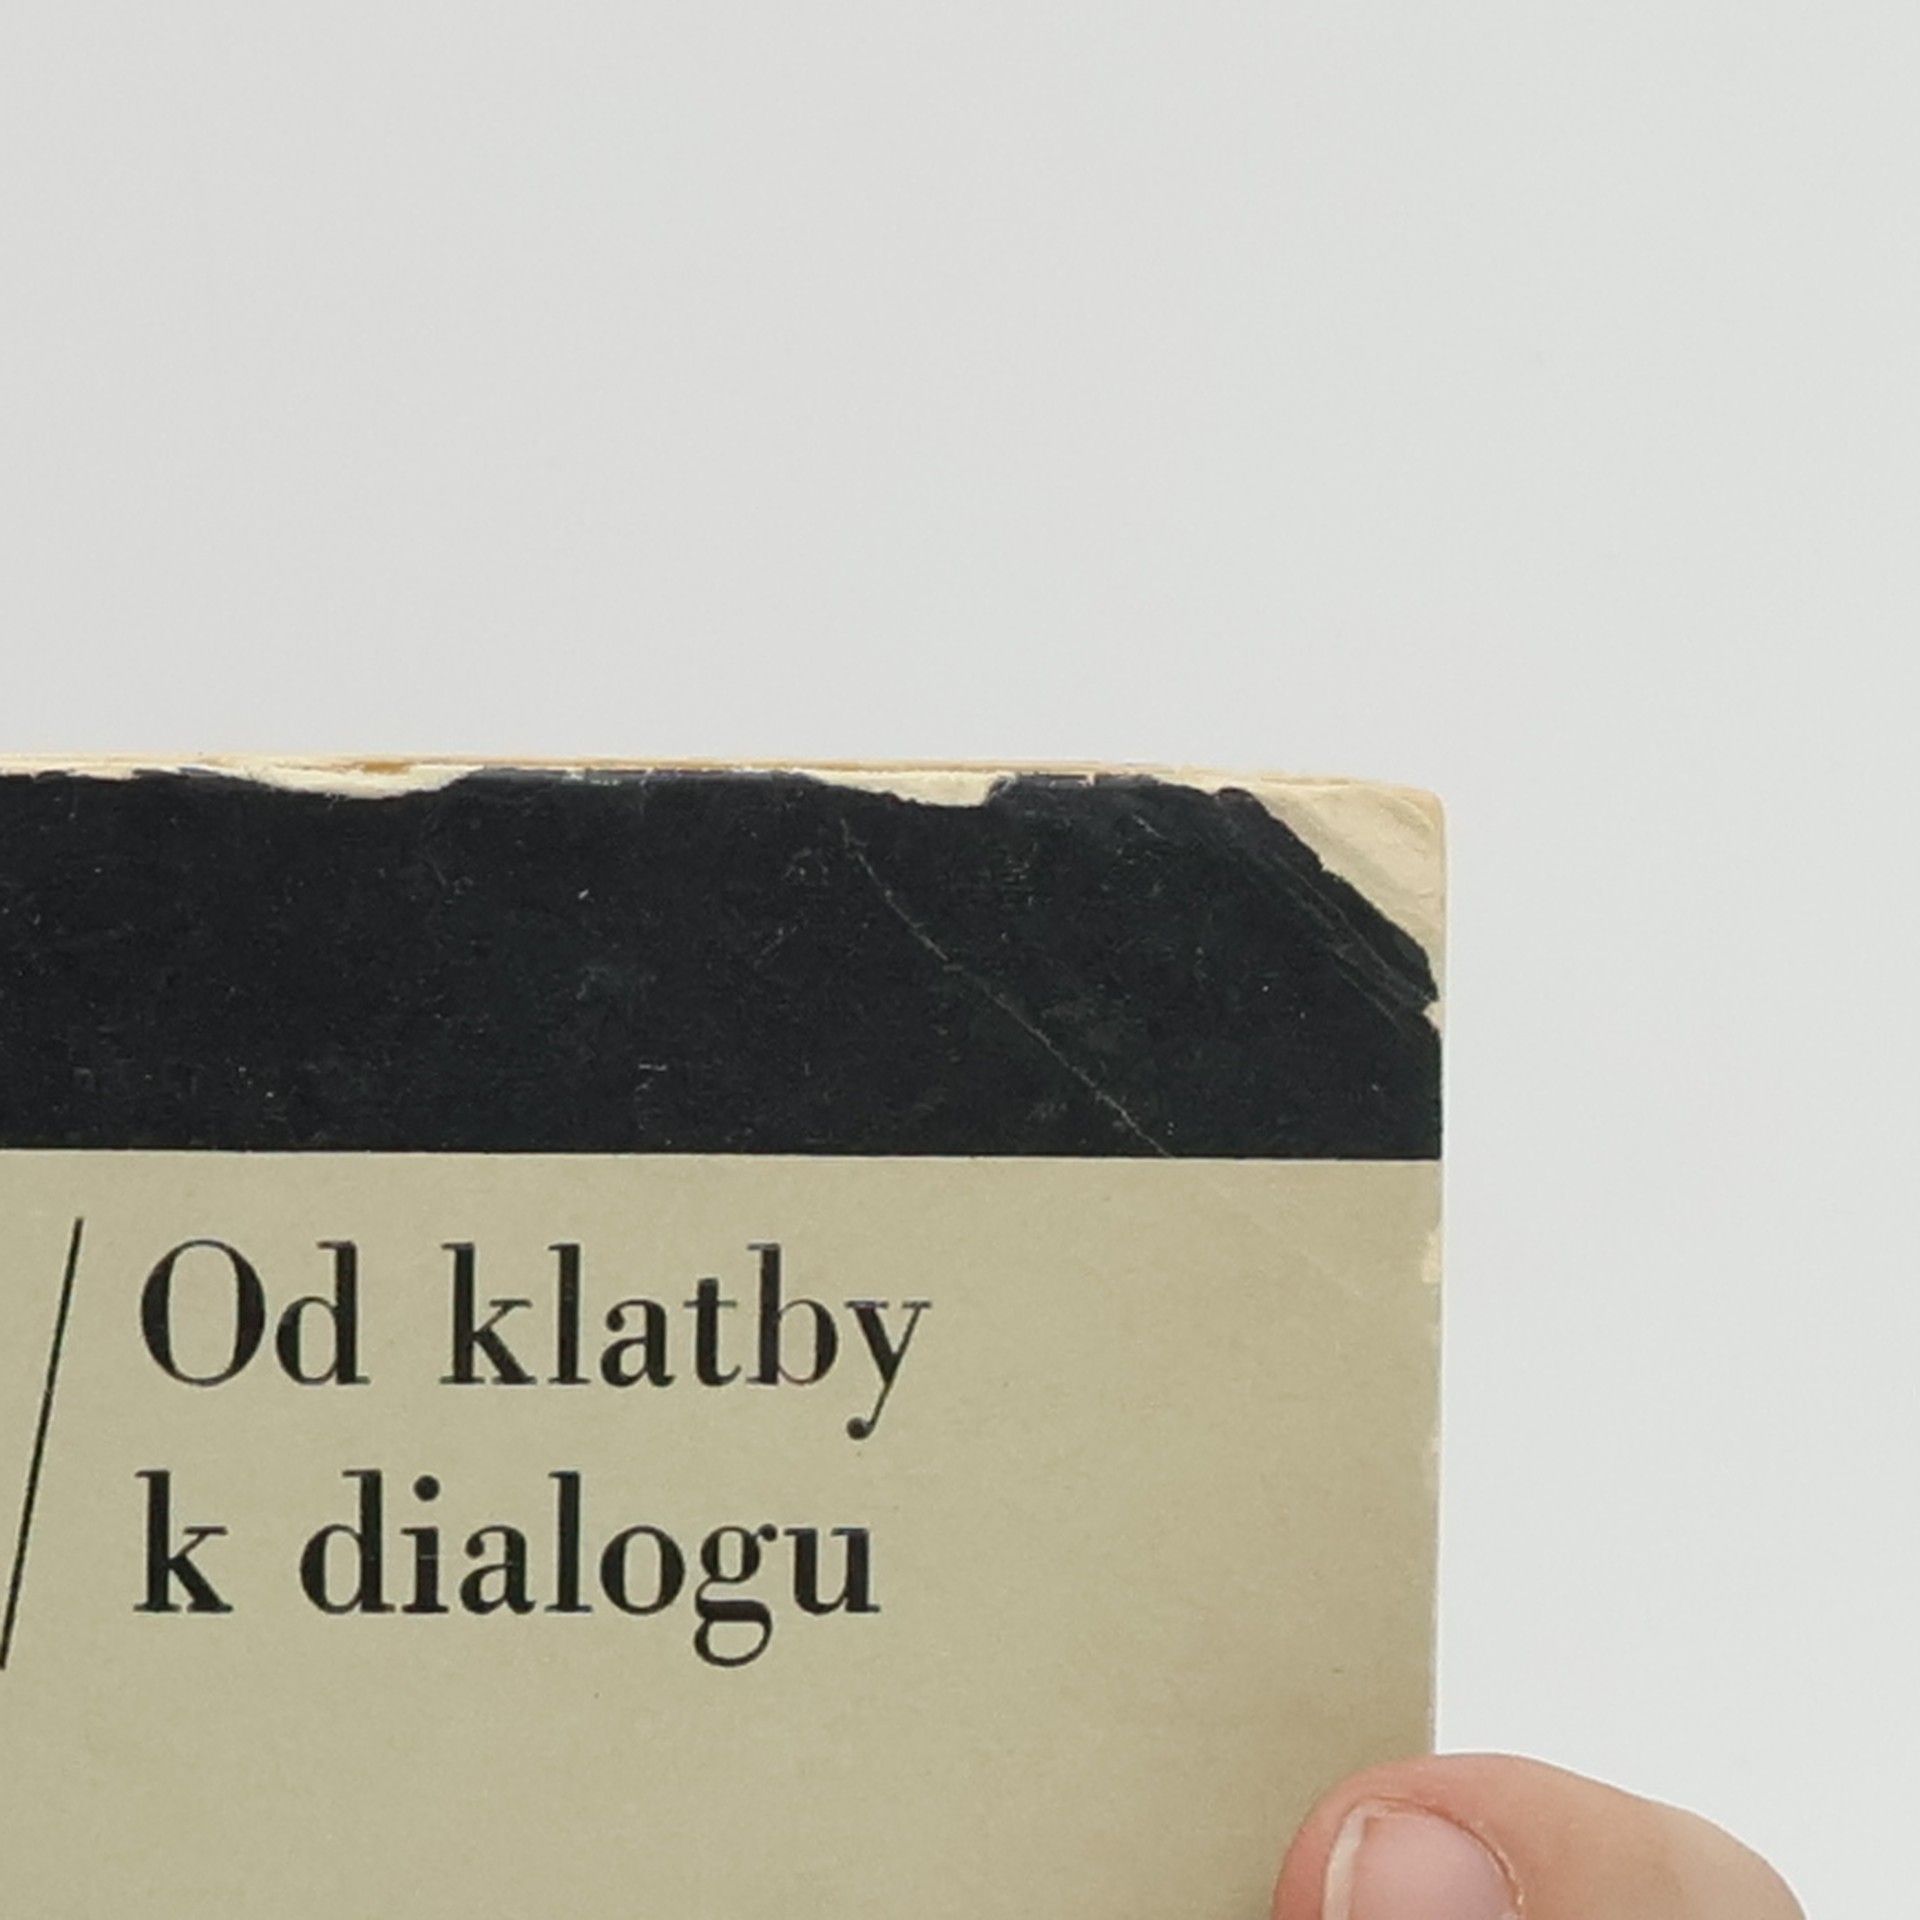 Od klatby
k dialogu